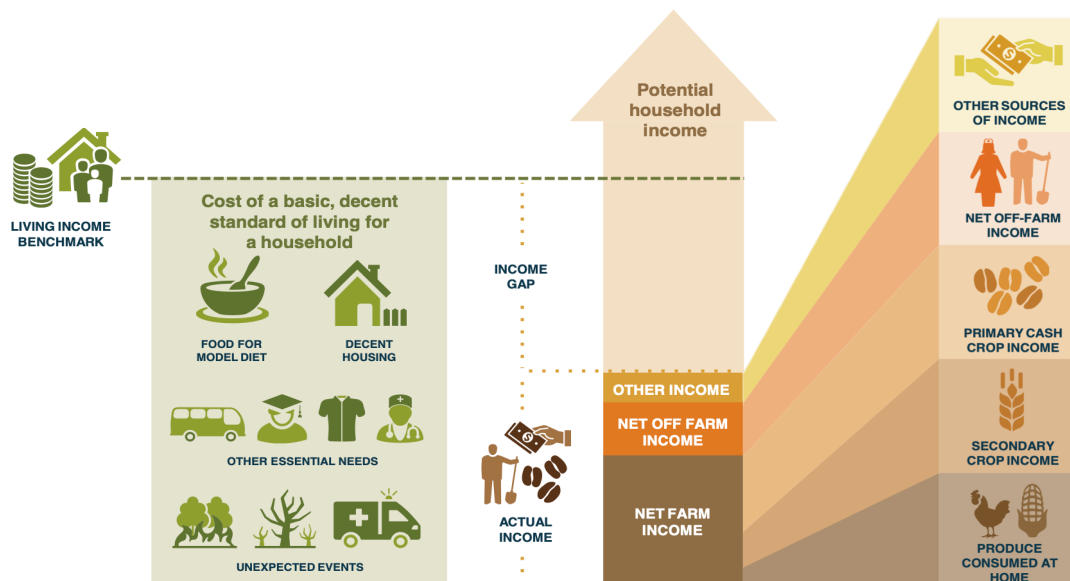 LIVING INCOME
BENCHMARK
Cost of a basic, decent
standard of living for
a household
FOOD FOR
MODEL DIET
DECENT
HOUSING
OTHER ESSENTIAL NEEDS
UNEXPECTED EVENTS
INCOME
GAP
ACTUAL
INCOME
Potential
household
income
OTHER INCOME
NET OFF FARM
INCOME
NET FARM
INCOME
OTHER SOURCES
OF INCOME
NET OFF-FARM
INCOME
PRIMARY CASH
CROP INCOME
SECONDARY
CROP INCOME
PRODUCE
CONSUMED AT
HOME